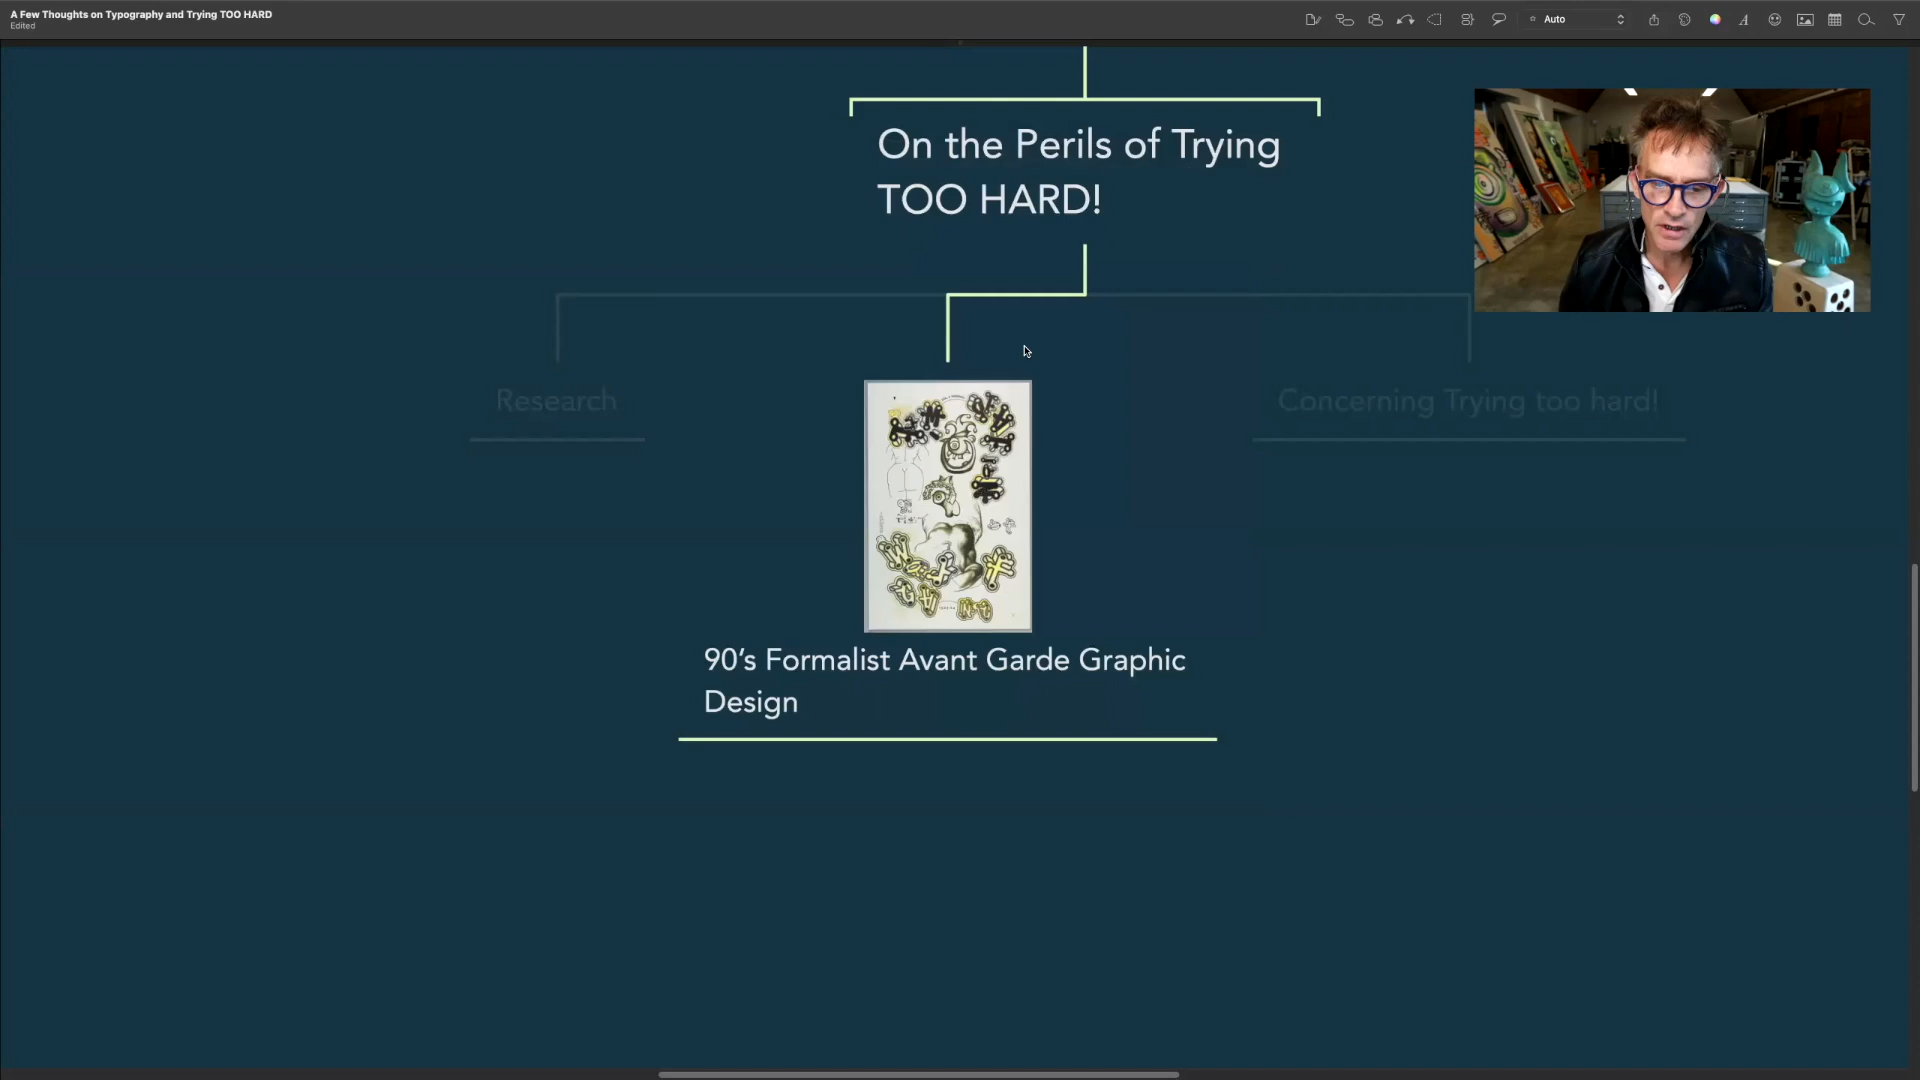 A Few Thoughts on Typography and Trying TOO HARD
Edited
Auto
On the Perils of Trying
TOO HARD!
Research
Concerning Trying too hard!
90’s Formalist Avant Garde Graphic
Design